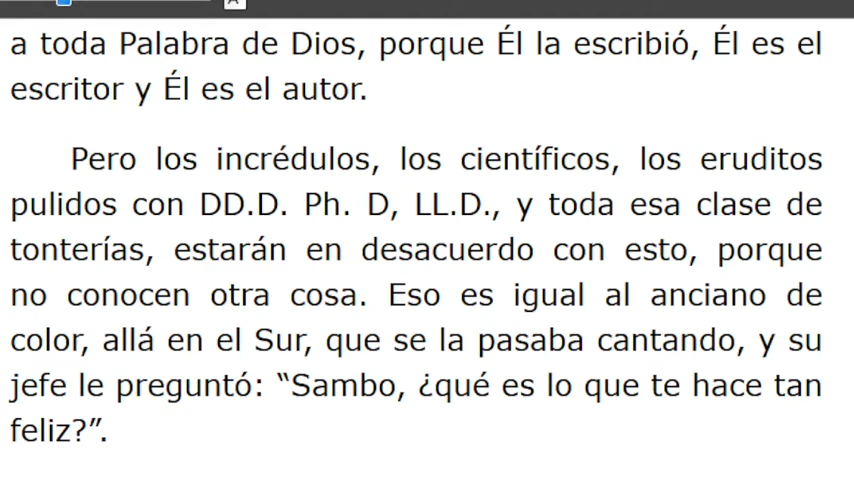 a toda Palabra de Dios, porque Él la escribió, Él es el
escritor y Él es el autor.
Pero los incrédulos, los científicos, los eruditos
pulidos con DD.D. Ph. D, LL.D., y toda esa clase de
tonterías, estarán en desacuerdo con esto, porque
no conocen otra cosa. Eso es igual al anciano de
color, allá en el Sur, que se la pasaba cantando, y su
jefe le preguntó: “Sambo, ¿qué es lo que te hace tan
feliz?”.